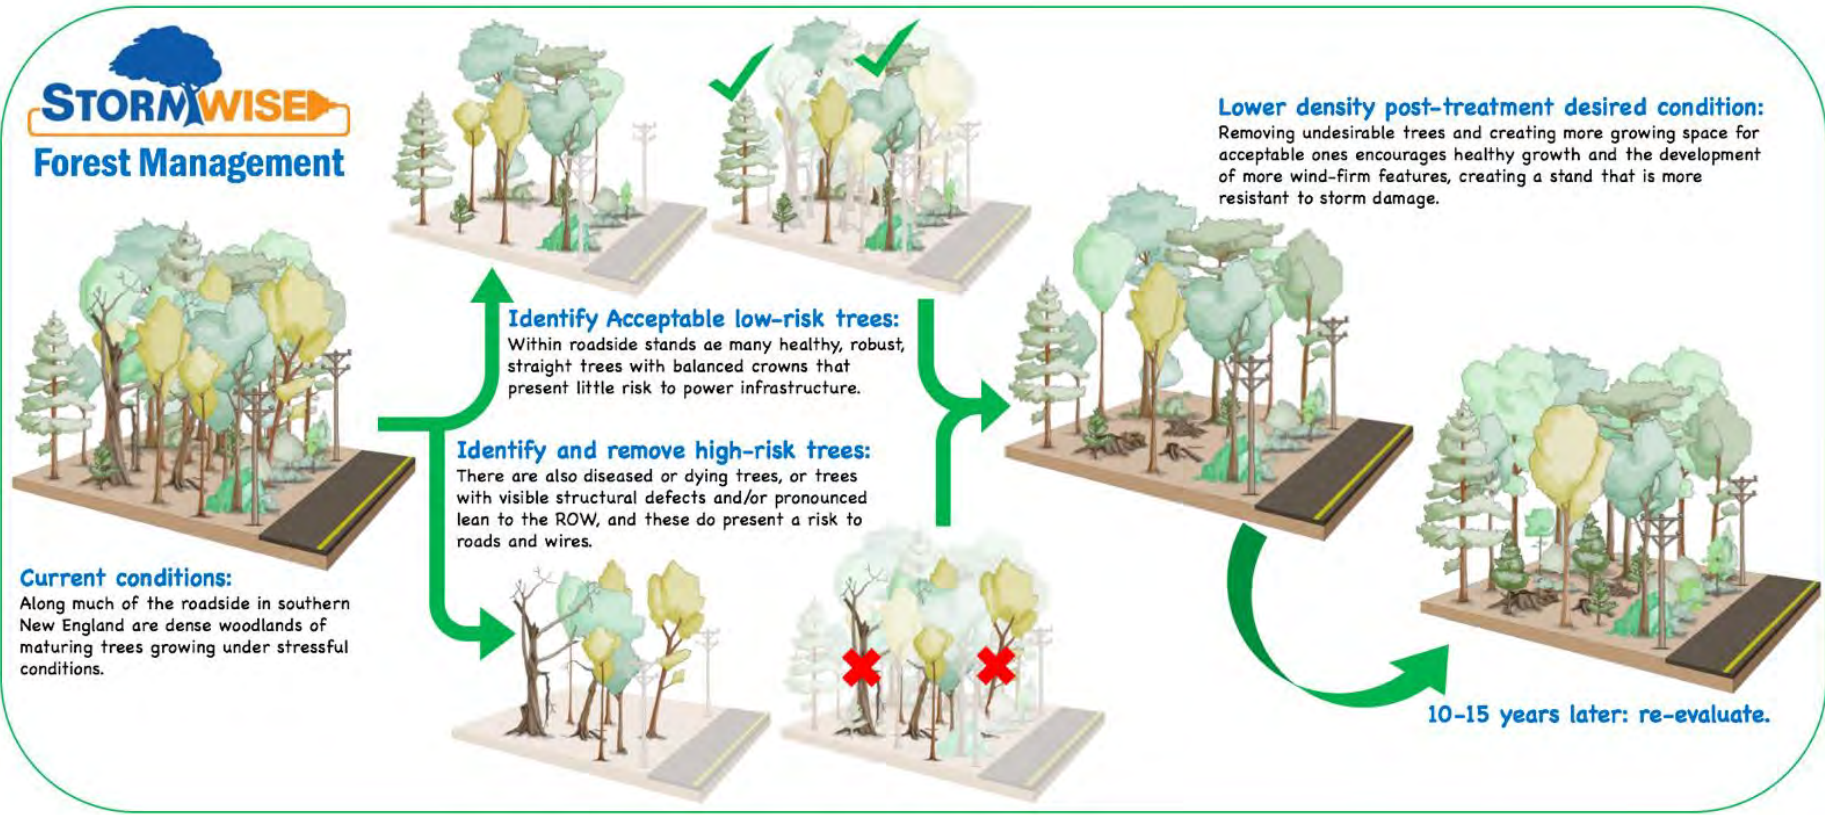 STORMWISE
Forest Management
Current conditions:
Along much of the roadside in southern
New England are dense woodlands of
maturing trees growing under stressful
conditions.
Identify Acceptable low-risk trees:
Within roadside stands ae many healthy, robust,
straight trees with balanced crowns that
present little risk to power infrastructure.
Identify and remove high-risk trees:
There are also diseased or dying trees, or trees
with visible structural defects and/or pronounced
lean to the ROW, and these do present a risk to
roads and wires.
Lower density post-treatment desired condition:
Removing undesirable trees and creating more growing space for
acceptable ones encourages healthy growth and the development
of more wind-firm features, creating a stand that is more
resistant to storm damage.
10-15 years later: re-evaluate.